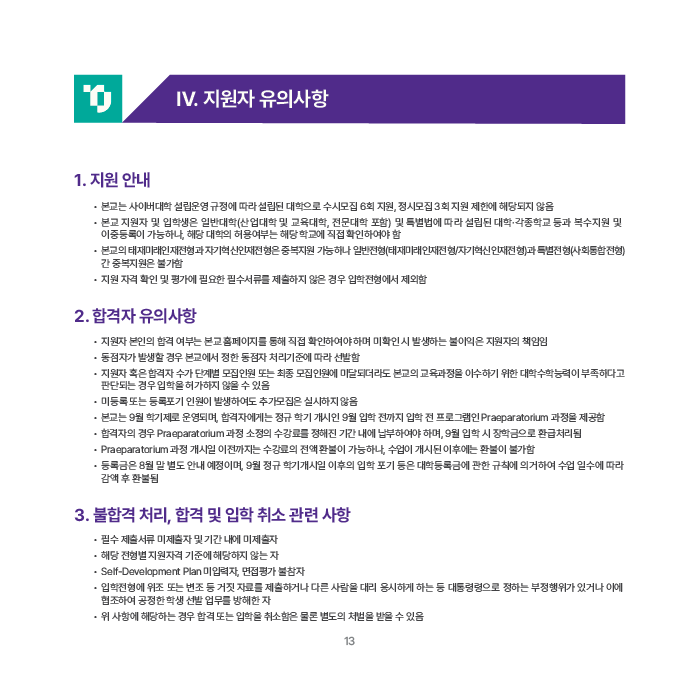 IV. 지원자 유의사항
1. 지원 안내
• 본교는 사이버대학 설립운영 규정에 따라 설립된 대학으로 수시모집 6회 지원, 정시모집 3회 지원 제한에 해당되지 않음
• 본교 지원자 및 입학생은 일반대학(산업대학 및 교육대학, 전문대학 포함) 및 특별법에 따라 설립된 대학·각종학교 등과 복수지원 및
이중등록이 가능하나, 해당 대학의 허용여부는 해당 학교에 직접 확인하여야 함
• 본교의 태재미래인재전형과 자기혁신인재전형은 중복지원 가능하나 일반전형(태재미래인재전형/자기혁신인재전형)과 특별전형(사회통합전형)
간 중복지원은 불가함
• 지원 자격 확인 및 평가에 필요한 필수서류를 제출하지 않은 경우 입학전형에서 제외함
2. 합격자 유의사항
• 지원자 본인의 합격 여부는 본교 홈페이지를 통해 직접 확인하여야 하며 미확인 시 발생하는 불이익은 지원자의 책임임
• 동점자가 발생할 경우 본교에서 정한 동점자 처리기준에 따라 선발함
• 지원자 혹은 합격자 수가 단계별 모집인원 또는 최종 모집인원에 미달되더라도 본교의 교육과정을 이수하기 위한 대학수학능력이 부족하다고
판단되는 경우 입학을 허가하지 않을 수 있음
• 미등록 또는 등록포기 인원이 발생하여도 추가모집은 실시하지 않음
• 본교는 9월 학기제로 운영되며, 합격자에게는 정규 학기 개시인 9월 입학 전까지 입학 전 프로그램인 Praeparatorium 과정을 제공함
• 합격자의 경우 Praeparatorium 과정 소정의 수강료를 정해진 기간 내에 납부하여야 하며, 9월 입학 시 장학금으로 환급처리됨
• Praeparatorium 과정 개시일 이전까지는 수강료의 전액 환불이 가능하나, 수업이 개시된 이후에는 환불이 불가함
• 등록금은 8월 말 별도 안내 예정이며, 9월 정규 학기개시일 이후의 입학 포기 등은 대학등록금에 관한 규칙에 의거하여 수업 일수에 따라
감액 후 환불됨
3. 불합격 처리, 합격 및 입학 취소 관련 사항
• 필수 제출서류 미제출자 및 기간 내에 미제출자
• 해당 전형별 지원자격 기준에 해당하지 않는 자
• Self-Development Plan 미입력자, 면접평가 불참자
• 입학전형에 위조 또는 변조 등 거짓 자료를 제출하거나 다른 사람을 대리 응시하게 하는 등 대통령령으로 정하는 부정행위가 있거나 이에
협조하여 공정한 학생 선발 업무를 방해한 자
• 위 사항에 해당하는 경우 합격 또는 입학을 취소함은 물론 별도의 처벌을 받을 수 있음
13